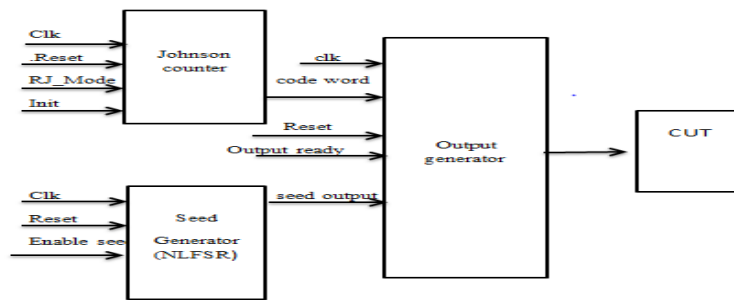 Clk
.Reset
RJ_Mode
Init
Johnson
counter
clk
code word
Reset
Output ready
Output
generator
CUT
Clk
Reset
Enable see
Seed
Generator
(NLFSR)
seed output